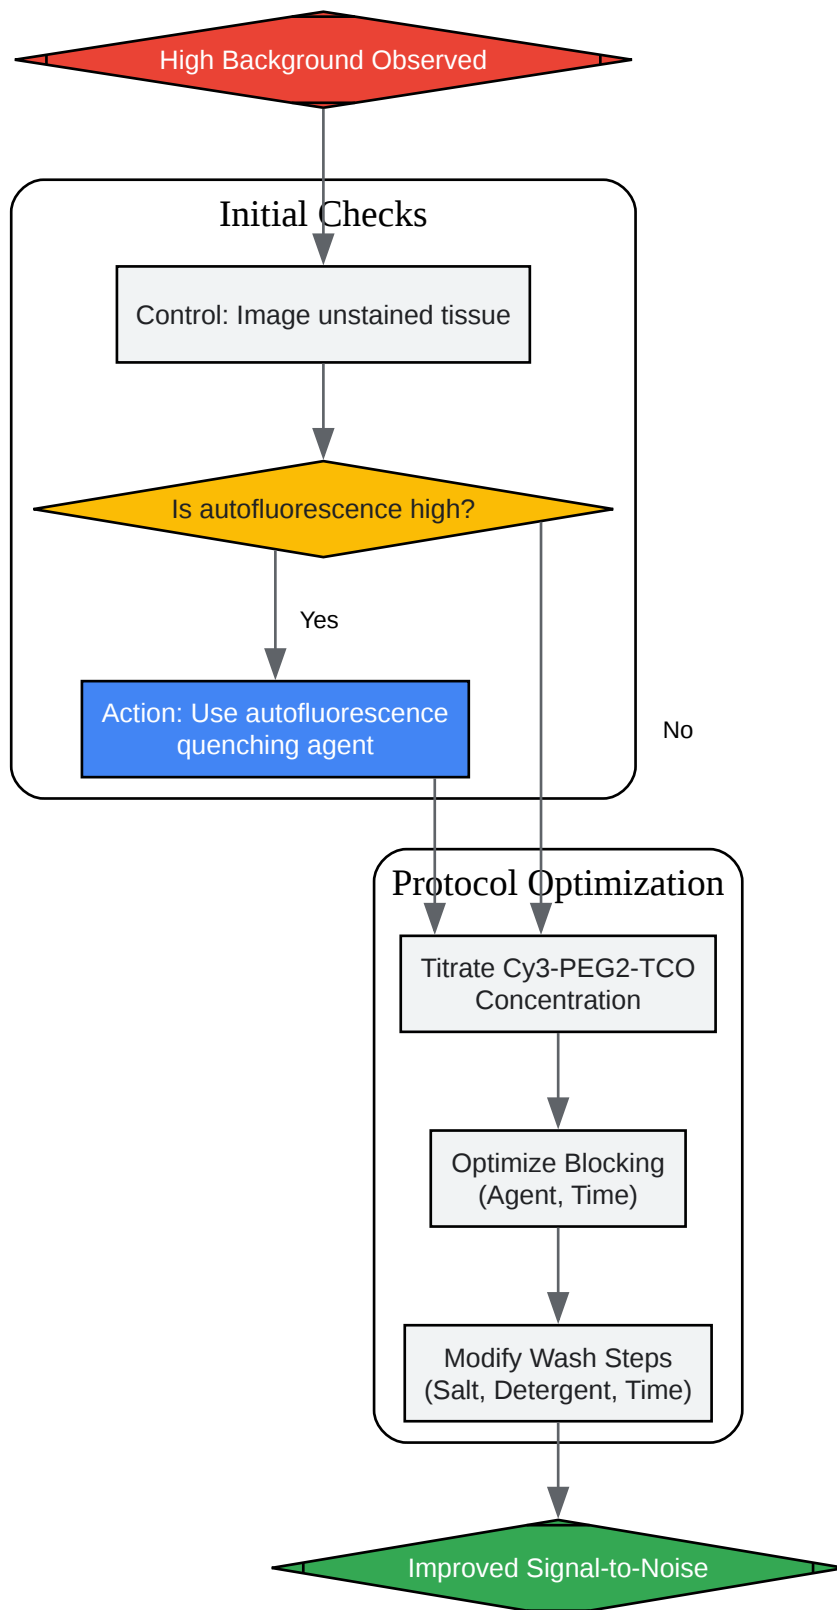 High Background Observed
Initial Checks
Control: Image unstained tissue
Is autofluorescence high?
Yes
Action: Use autofluorescence
quenching agent
No
Protocol Optimization
Titrate Cy3-PEG2-TCO
Concentration
Optimize Blocking
(Agent, Time)
Modify Wash Steps
(Salt, Detergent, Time)
Improved Signal-to-Noise